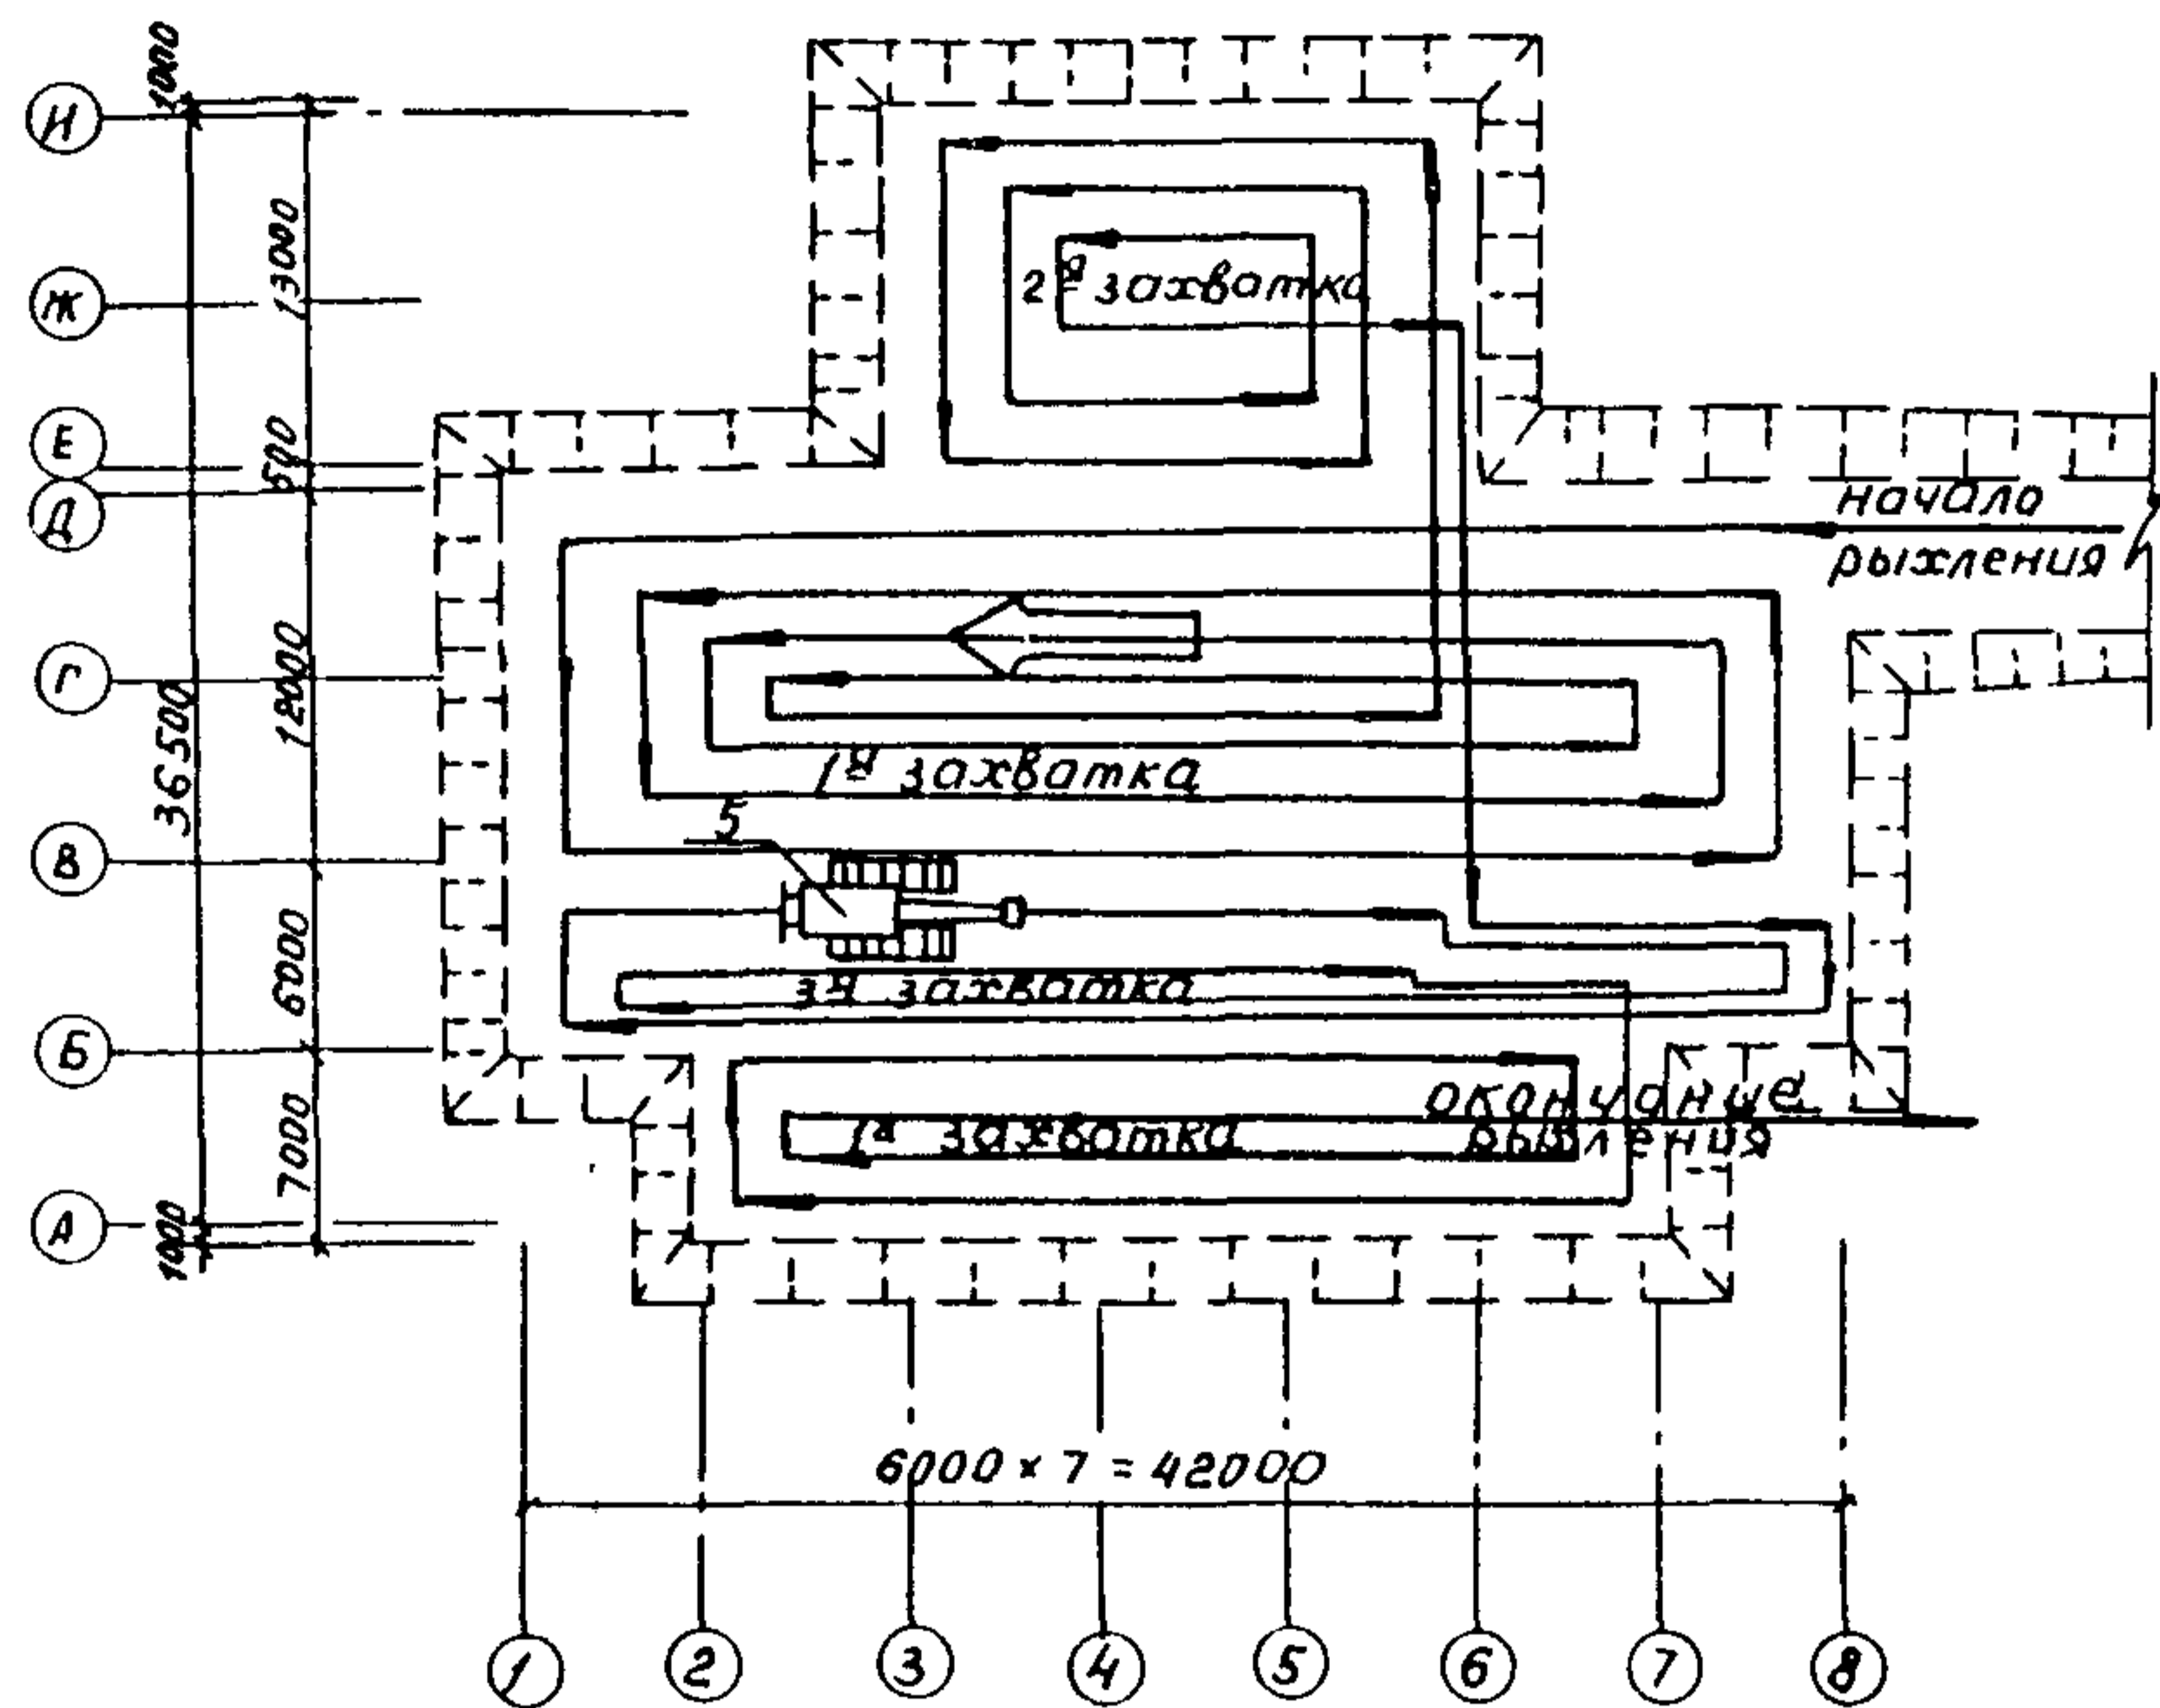 1000
И
13000
Ж
2я захватка
Е
500
Д
начало
рыхления
Г
12000
36500
1я захватка
5
В
6000
3я захватка
Б
окончание
1я захватка
рыхления
7000
А
1000
6000 x 7 = 42000
1 2 3 4 5 6 7 8